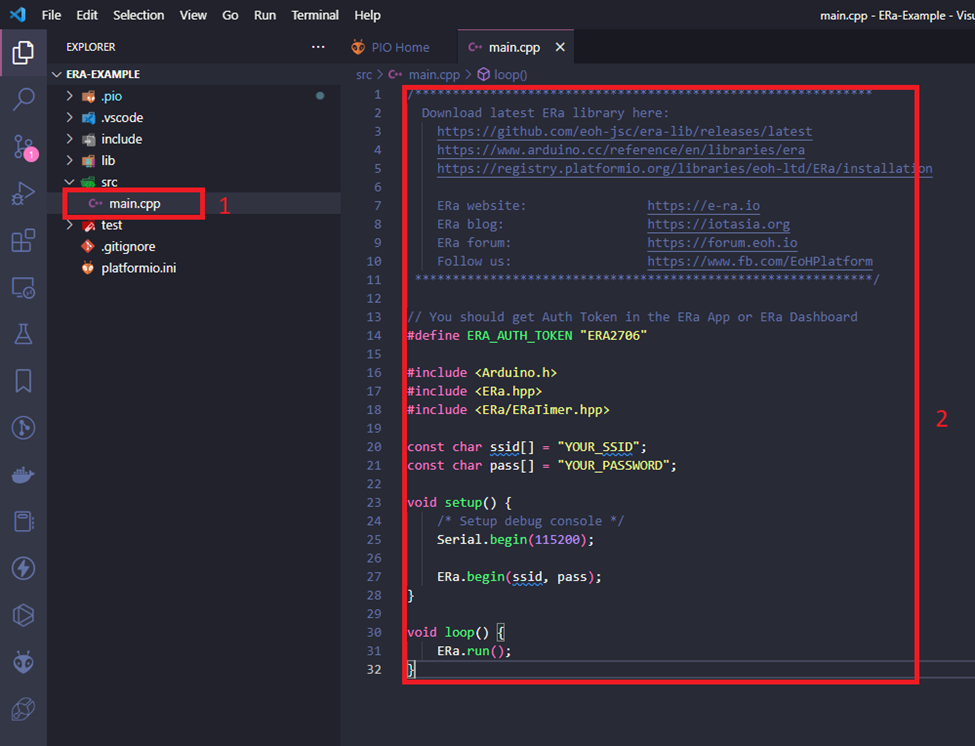 File Edit Selection View Go Run Terminal Help
main.cpp - ERa-Example - Visu
EXPLORER ...
PIO Home
C++ main.cpp
ERA-EXAMPLE
src > C++ main.cpp > loop()
.pio
.vscode
include
lib
src
C++ main.cpp
1
test
.gitignore
platformio.ini
1
2
1 /*************************************************************
2 Download latest ERa library here:
3 https://github.com/eoh-jsc/era-lib/releases/latest
4 https://www.arduino.cc/reference/en/libraries/era
5 https://registry.platformio.org/libraries/eoh-ltd/ERa/installation
6
7 ERa website: https://e-ra.io
8 ERa blog: https://iotasia.org
9 ERa forum: https://forum.eoh.io
10 Follow us: https://www.fb.com/EoHPlatform
11 *************************************************************/
12
13 // You should get Auth Token in the ERa App or ERa Dashboard
14 #define ERA_AUTH_TOKEN "ERA2706"
15
16 #include <Arduino.h>
17 #include <ERa.hpp>
18 #include <ERa/ERaTimer.hpp>
19
20 const char ssid[] = "YOUR_SSID";
21 const char pass[] = "YOUR_PASSWORD";
22
23 void setup() {
24 /* Setup debug console */
25 Serial.begin(115200);
26
27 ERa.begin(ssid, pass);
28 }
29
30 void loop() {
31 ERa.run();
32 }